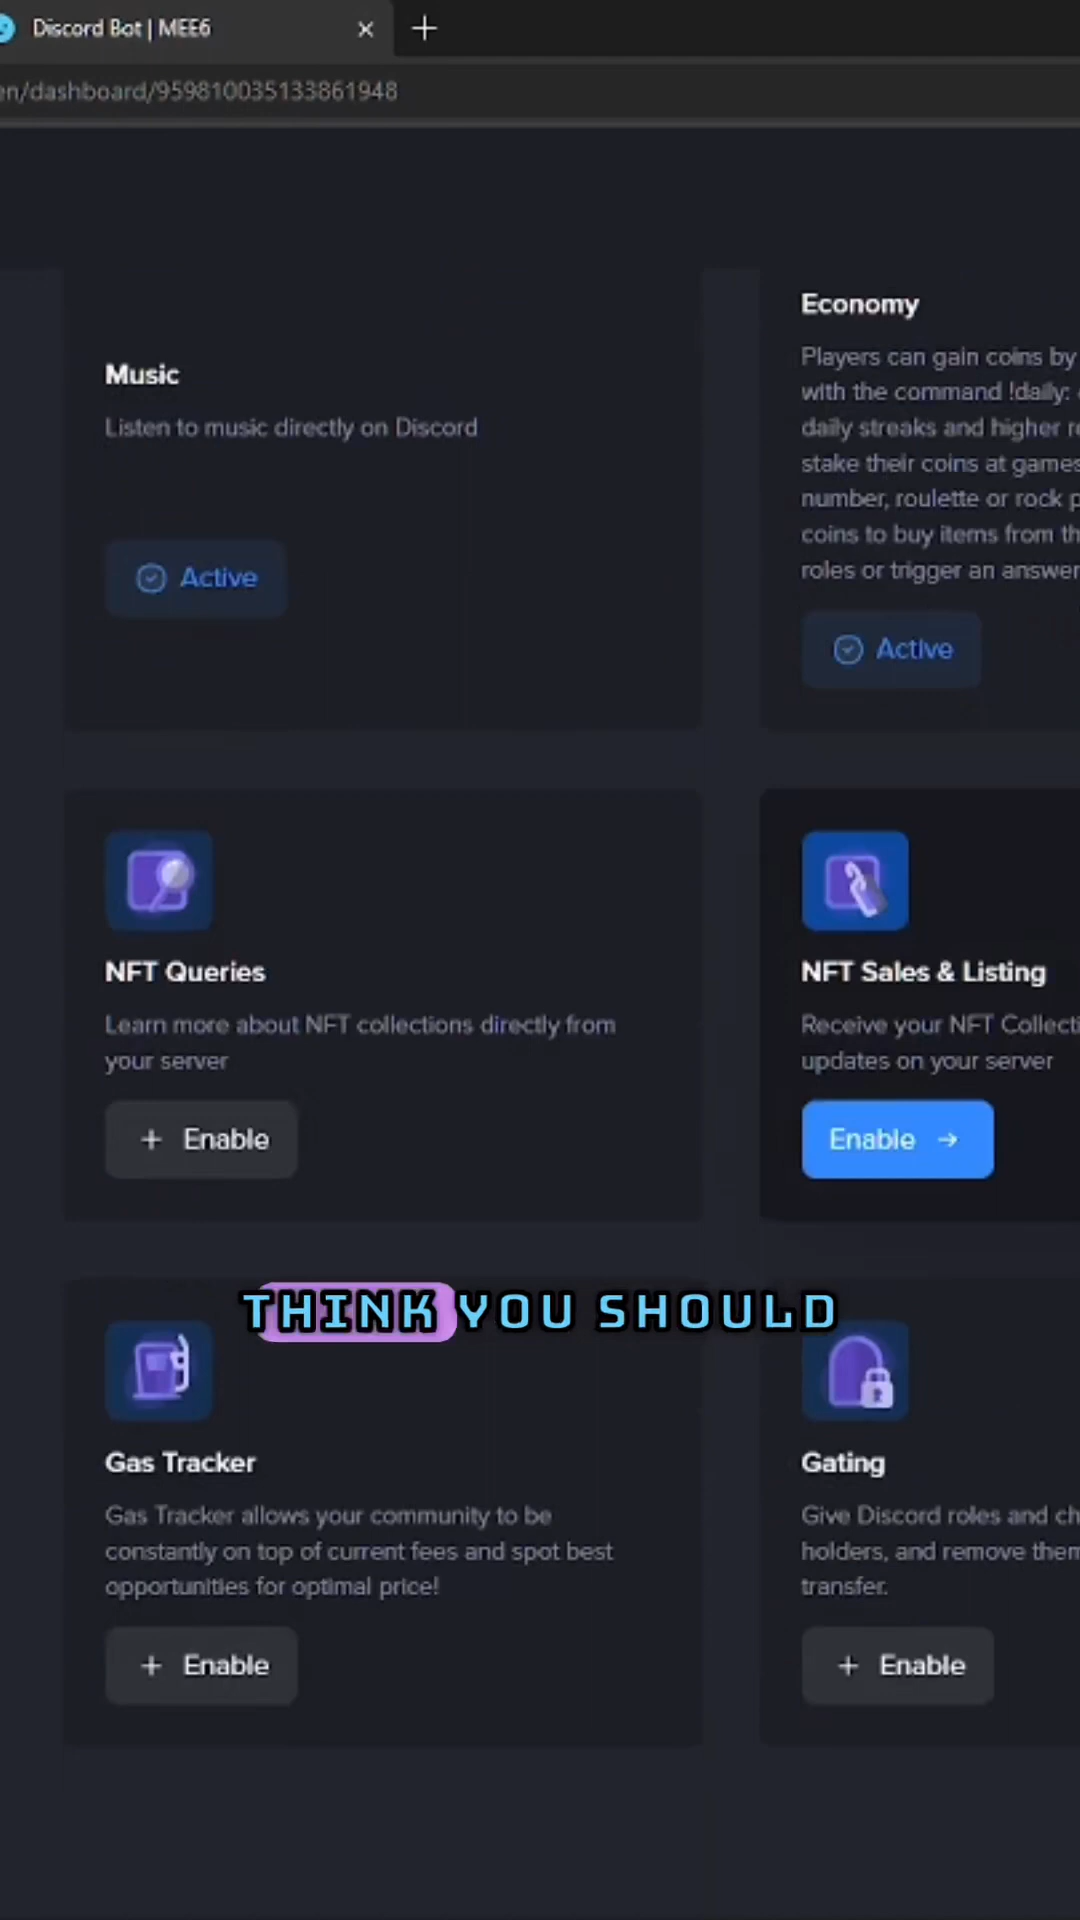 Discord Bot | MEE6
en/dashboard/959810035133861948
Music
Listen to music directly on Discord
Active
Economy
Players can gain coins by
with the command !daily:
daily streaks and higher
stake their coins at games
number, roulette or rock
coins to buy items from
roles or trigger an answer
Active
NFT Queries
Learn more about NFT collections directly from
your server
+ Enable
NFT Sales & Listing
Receive your NFT Collecti
updates on your server
Enable →
THINK YOU SHOULD
Gas Tracker
Gas Tracker allows your community to be
constantly on top of current fees and spot best
opportunities for optimal price!
+ Enable
Gating
Give Discord roles and ch
holders, and remove them
transfer.
+ Enable